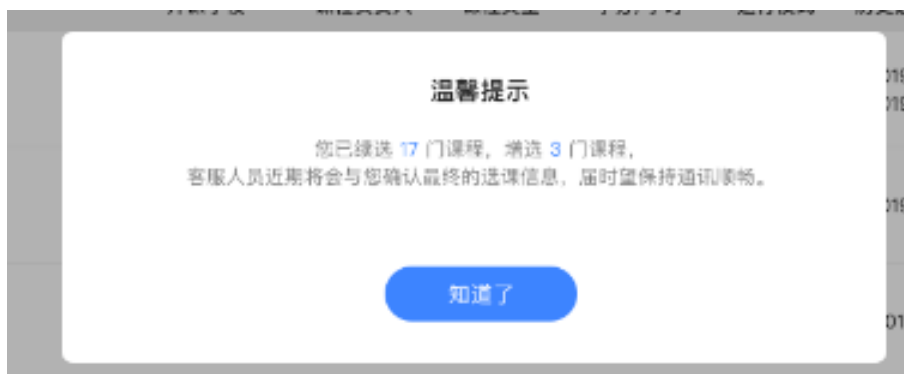 温馨提示
您已续选 17 门课程，增选 3 门课程，
客服人员近期将会与您确认最终的选课信息，届时望保持通讯顺畅。
知道了